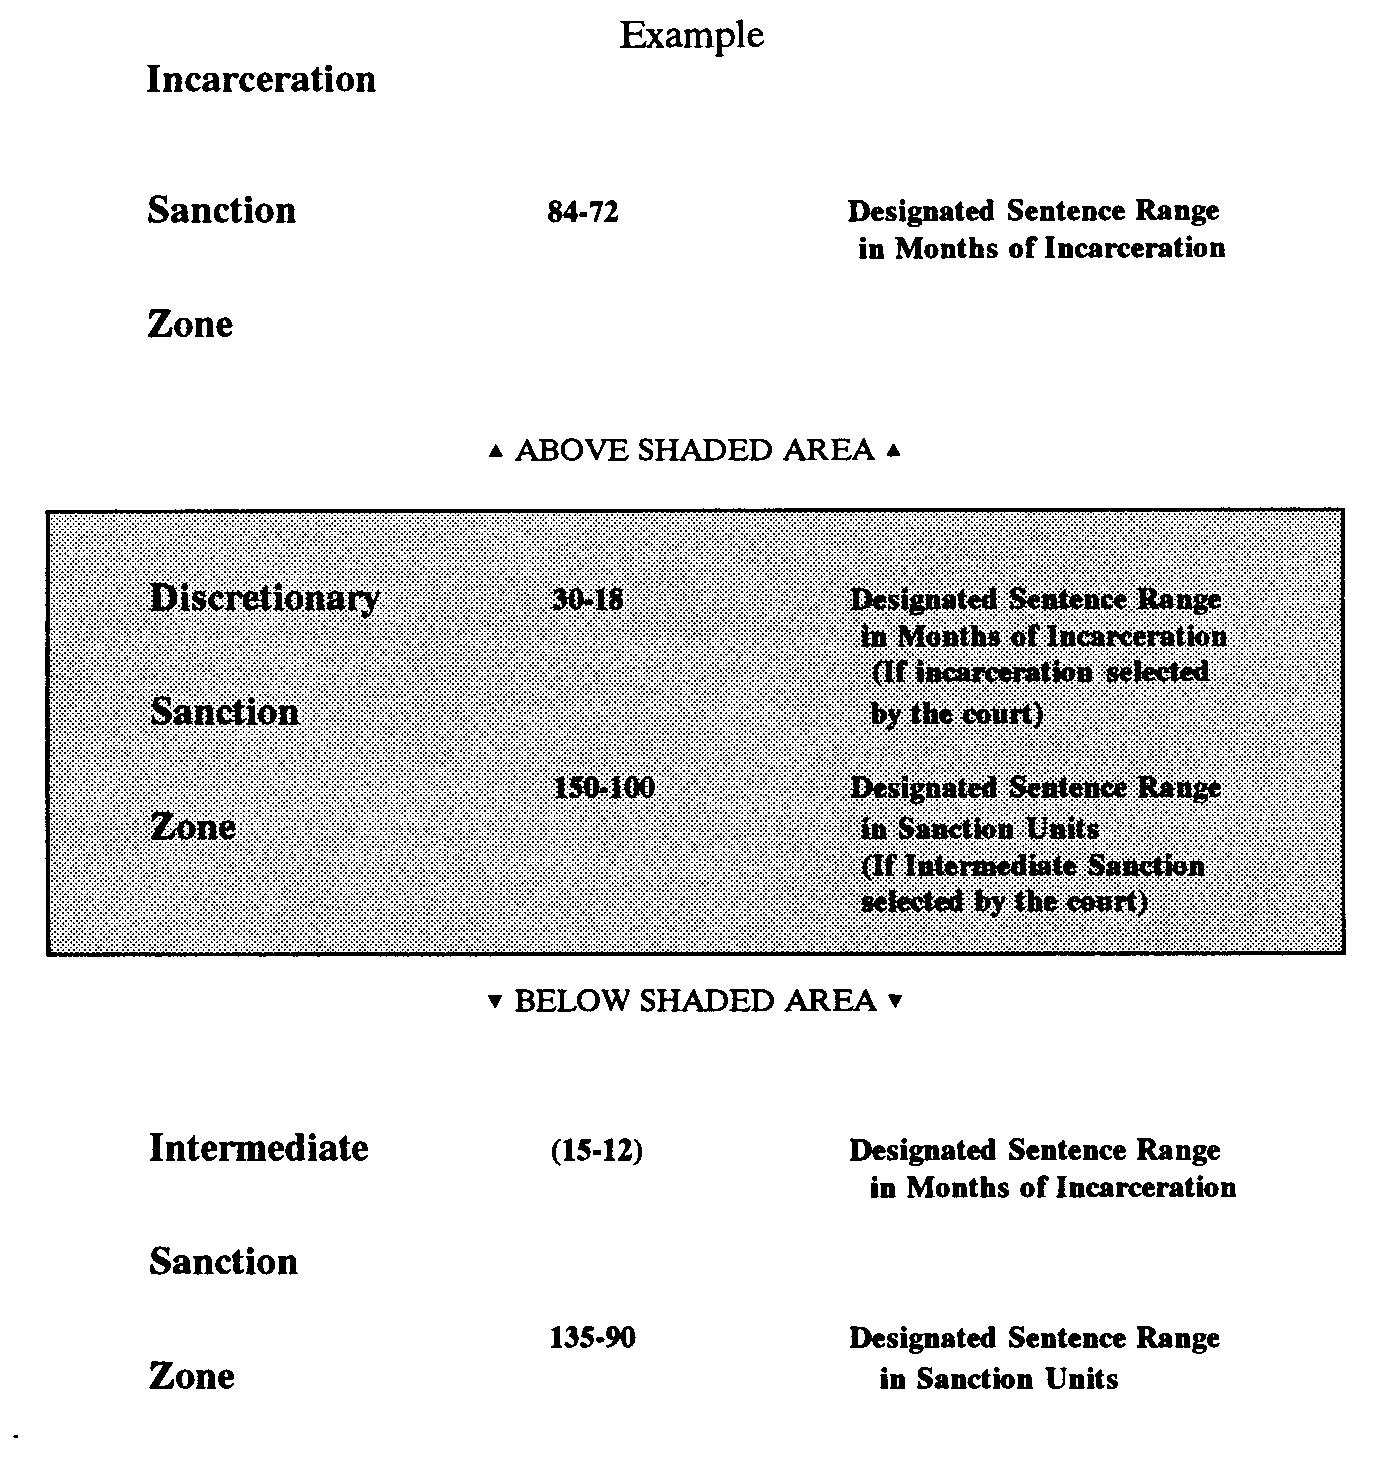 Example
Incarceration
Sanction 84-72 Designated Sentence Range
in Months of Incarceration
Zone
▲ ABOVE SHADED AREA ▲
Discretionary 30-18 Designated Sentence Range
in Months of Incarceration
(If incarceration selected
Sanction by the court)
150-100 Designated Sentence Range
Zone in Sanction Units
(If Intermediate Sanction
selected by the court)
▼ BELOW SHADED AREA ▼
Intermediate (15-12) Designated Sentence Range
in Months of Incarceration
Sanction
135-90 Designated Sentence Range
Zone in Sanction Units